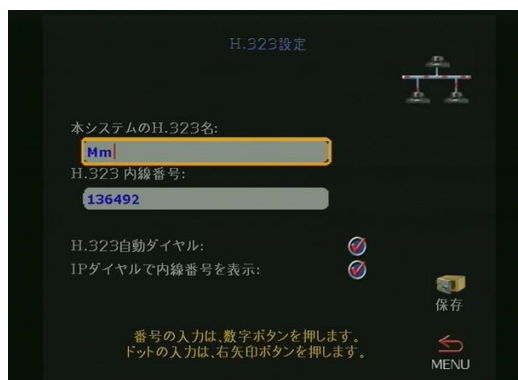 H.323設定
本システムのH.323名:
Mm
H.323 内線番号:
136492
H.323自動ダイヤル:
IPダイヤルで内線番号を表示:
保存
番号の入力は、数字ボタンを押します。
ドットの入力は、右矢印ボタンを押します。
MENU